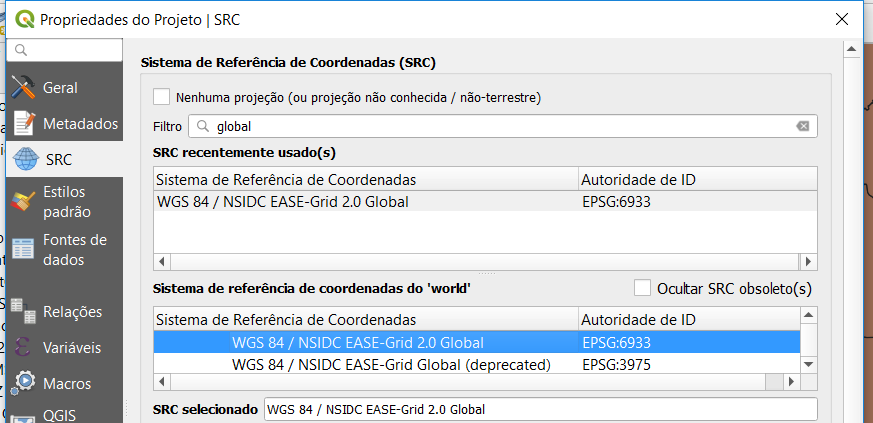 Propriedades do Projeto | SRC
Sistema de Referência de Coordenadas (SRC)
Geral
Nenhuma projeção (ou projeção não conhecida / não-terrestre)
Metadados
Filtro global
SRC
SRC recentemente usado(s)
Sistema de Referência de Coordenadas Autoridade de ID
Estilos
padrão
WGS 84 / NSIDC EASE-Grid 2.0 Global EPSG:6933
Fontes de
dados
Sistema de referência de coordenadas do 'world' Ocultar SRC obsoleto(s)
Relações
Sistema de Referência de Coordenadas Autoridade de ID
Variáveis
WGS 84 / NSIDC EASE-Grid 2.0 Global EPSG:6933
WGS 84 / NSIDC EASE-Grid Global (deprecated) EPSG:3975
Macros
SRC selecionado WGS 84 / NSIDC EASE-Grid 2.0 Global
QGIS